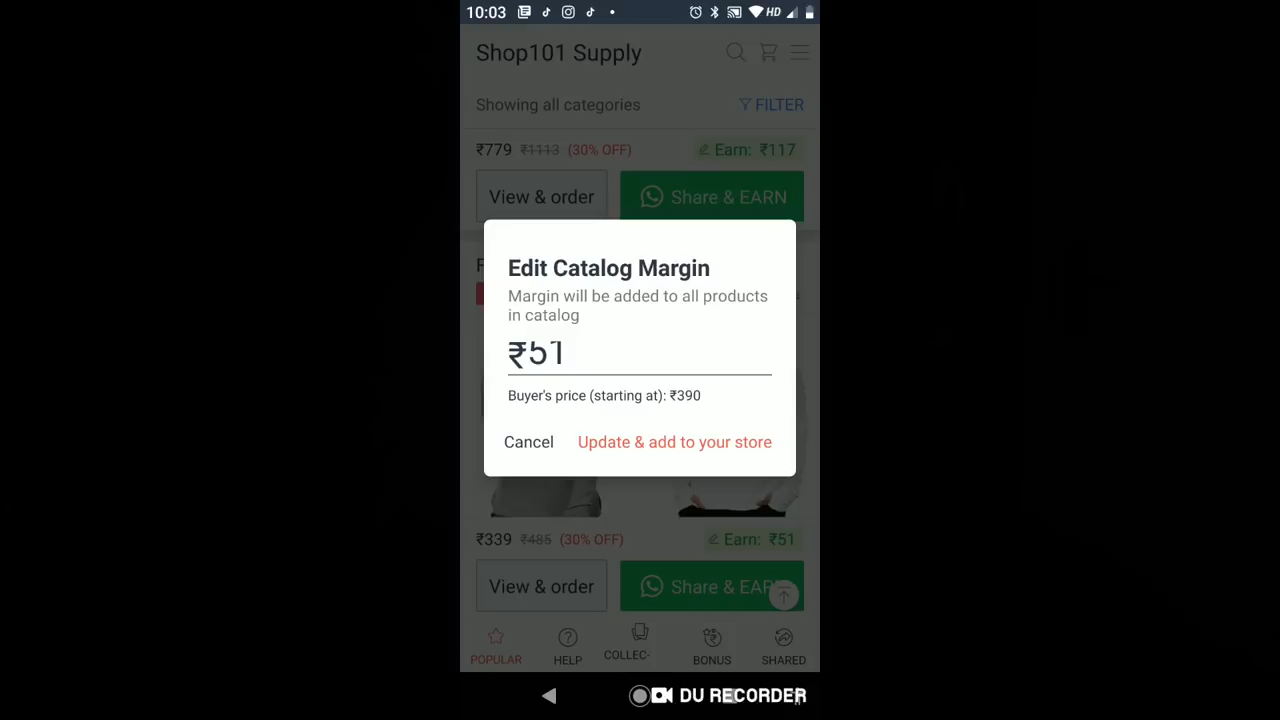 10:03 HD
Shop101 Supply
Showing all categories FILTER
₹779 ₹1113 (30% OFF) Earn: ₹117
View & order Share & EARN
Edit Catalog Margin
Margin will be added to all products
in catalog
₹51
Buyer's price (starting at): ₹390
Cancel Update & add to your store
₹339 ₹485 (30% OFF) Earn: ₹51
View & order Share &
POPULAR HELP COLLEC- BONUS SHARED
DU RECORDER